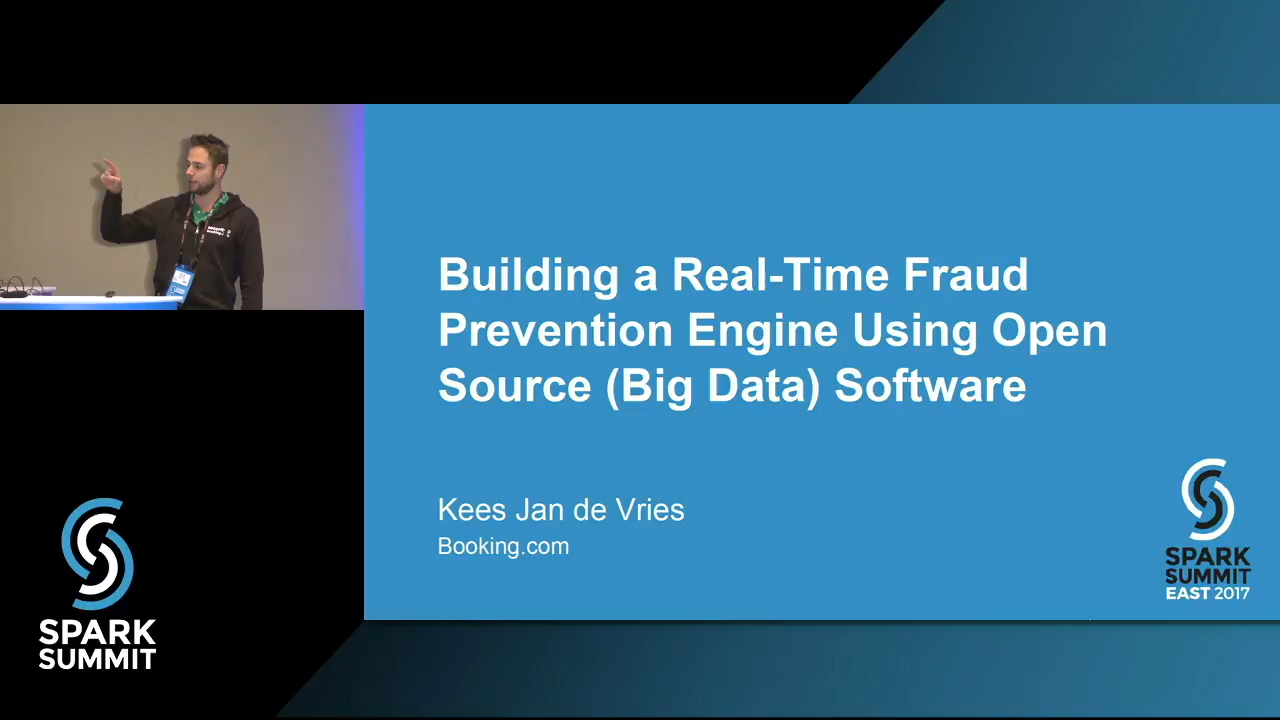 Building a Real-Time Fraud
Prevention Engine Using Open
Source (Big Data) Software
Kees Jan de Vries
Booking.com
SPARK
SUMMIT
EAST 2017
SPARK
SUMMIT